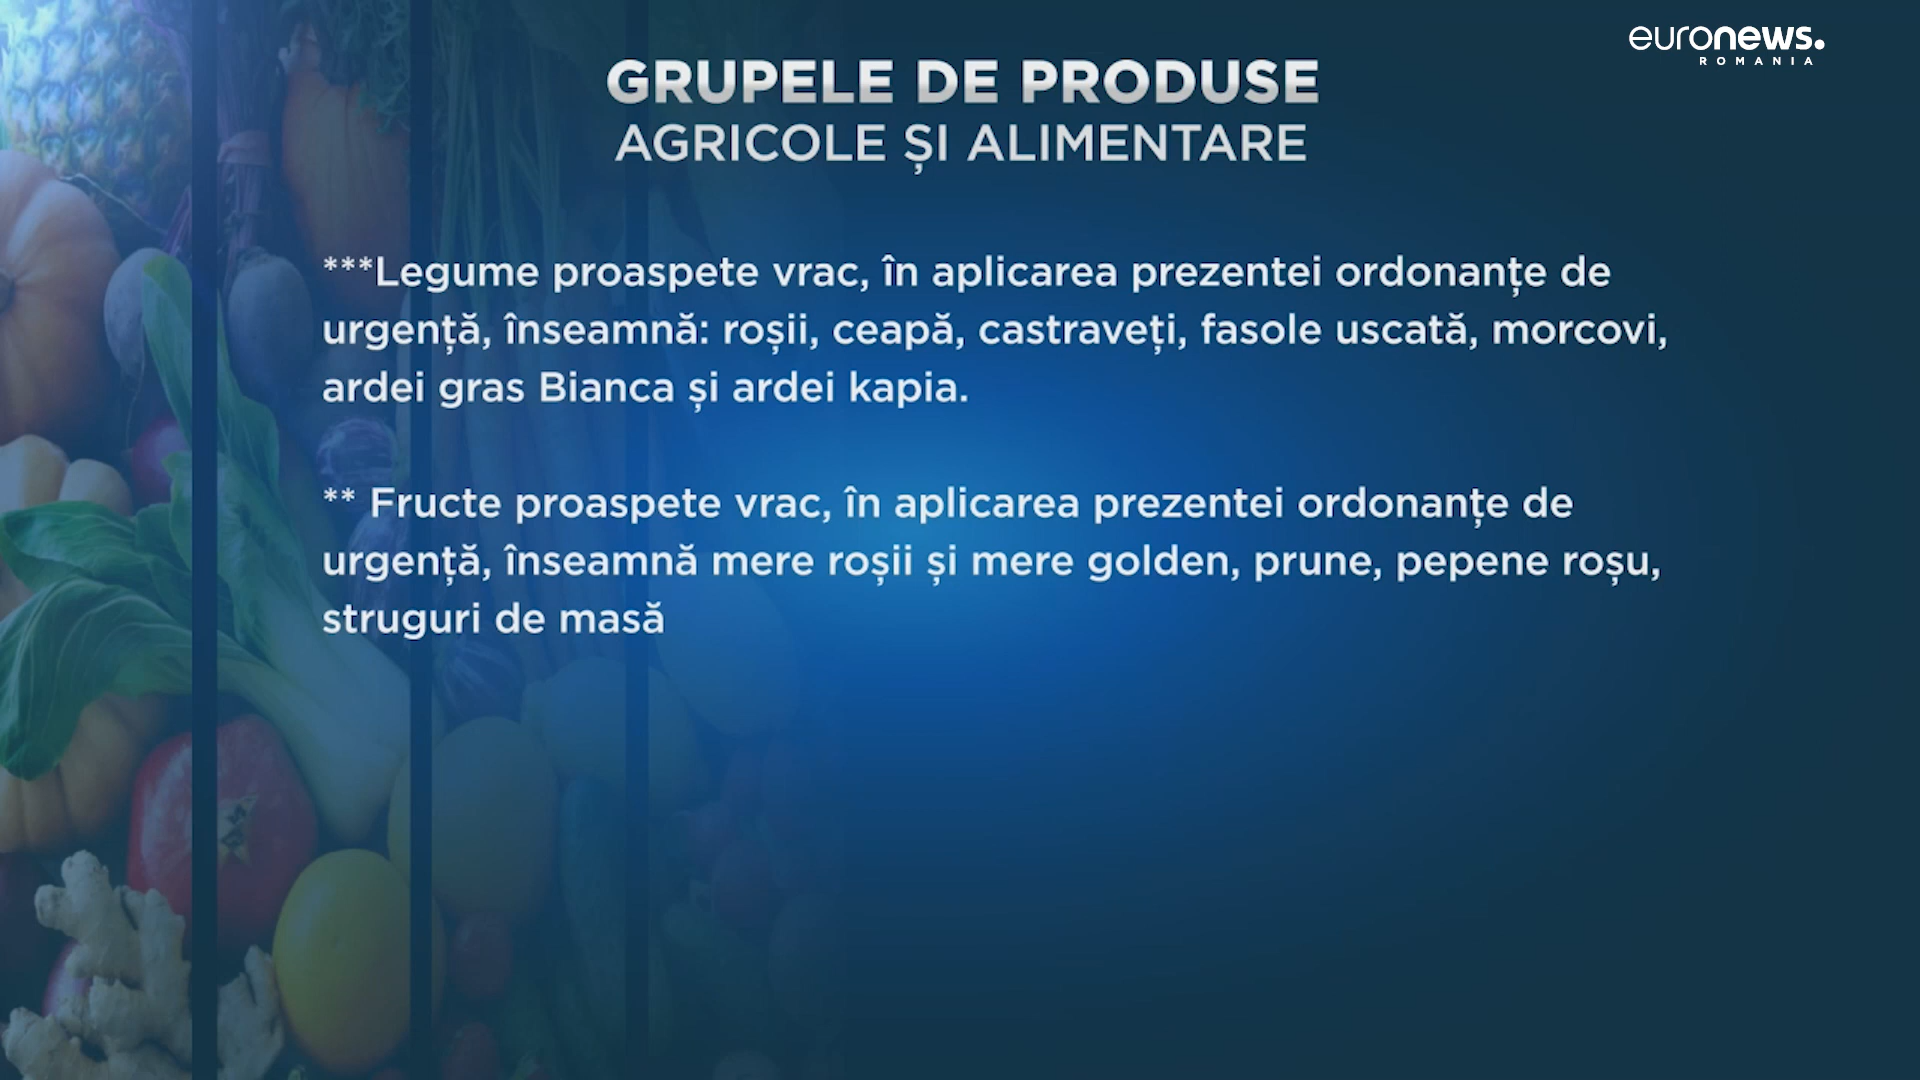 euronews.
ROMANIA
GRUPELE DE PRODUSE
AGRICOLE ȘI ALIMENTARE
***Legume proaspete vrac, în aplicarea prezentei ordonanțe de
urgență, înseamnă: roșii, ceapă, castraveți, fasole uscată, morcovi,
ardei gras Bianca și ardei kapia.
** Fructe proaspete vrac, în aplicarea prezentei ordonanțe de
urgență, înseamnă mere roșii și mere golden, prune, pepene roșu,
struguri de masă